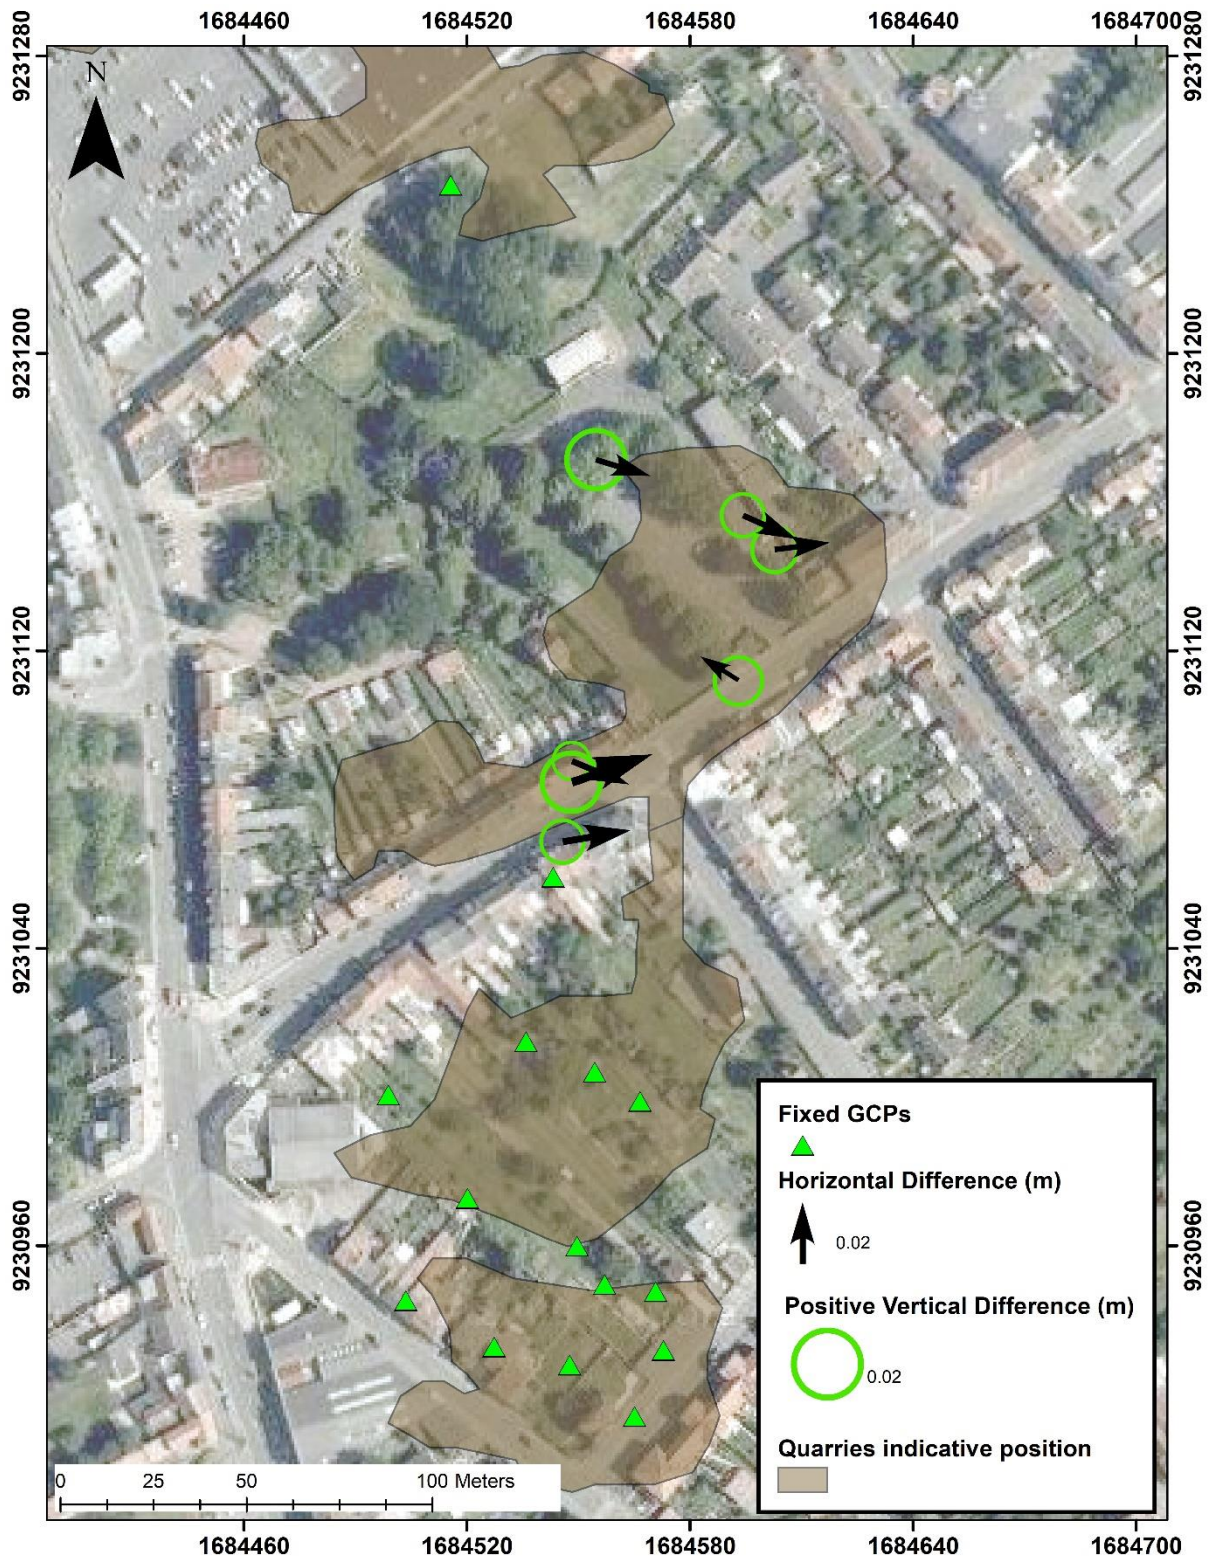 1684460 1684520 1684580 1684640 1684700
9231280 9231280
N
9231200 9231200
9231120 9231120
9231040 9231040
9230960 9230960
Fixed GCPs
Horizontal Difference (m)
0.02
Positive Vertical Difference (m)
0.02
Quarries indicative position
0 25 50 100 Meters
1684460 1684520 1684580 1684640 1684700